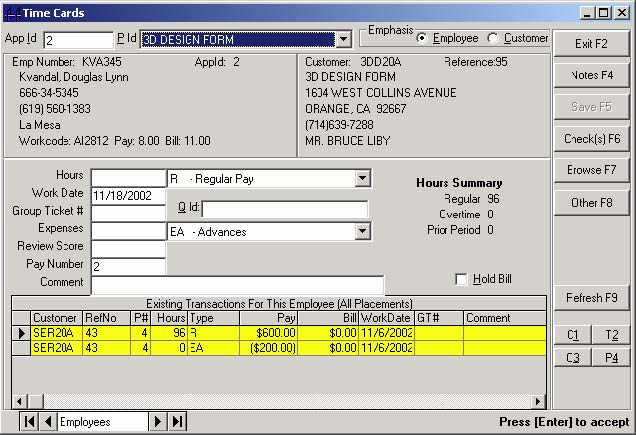 Time Cards
App Id 2 P Id 3D DESIGN FORM Emphasis Employee Customer
Exit F2
Notes F4
Save F5
Check(s) F6
Browse F7
Other F8
Refresh F9
C1 T2
C3 P4
Emp Number: KVA345 AppId: 2
Kvandal, Douglas Lynn
666-34-5345
(619) 560-1383
La Mesa
Workcode: AI2812 Pay: 8.00 Bill: 11.00
Customer: 3DD20A Reference:95
3D DESIGN FORM
1604 WEST COLLINS AVENUE
ORANGE, CA 92667
(714)639-7288
MR. BRUCE LIBY
Hours R - Regular Pay
Work Date 11/18/2002
Group Ticket # Q Id:
Expenses EA - Advances
Review Score
Pay Number 2
Comment
Hours Summary
Regular 96
Overtime 0
Prior Period 0
Hold Bill
Existing Transactions For This Employee (All Placements)
Customer RefNo P# Hours Type Pay Bill WorkDate GT# Comment
SER20A 43 4 96 R $600.00 $0.00 11/6/2002
SER20A 43 4 0 EA ($200.00) $0.00 11/6/2002
Employees
Press [Enter] to accept